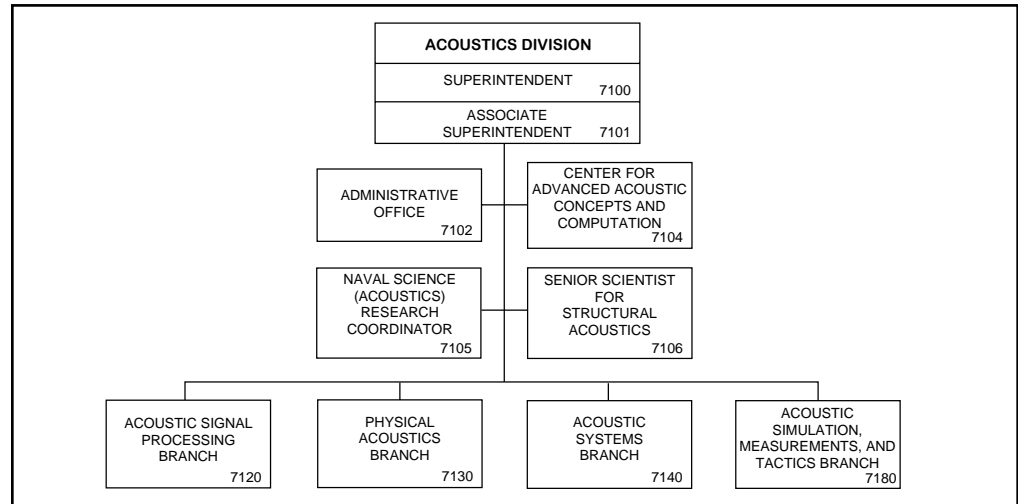 ACOUSTICS DIVISION
SUPERINTENDENT
7100
ASSOCIATE
SUPERINTENDENT
7101
ADMINISTRATIVE
OFFICE
7102
CENTER FOR
ADVANCED ACOUSTIC
CONCEPTS AND
COMPUTATION
7104
NAVAL SCIENCE
(ACOUSTICS)
RESEARCH
COORDINATOR
7105
SENIOR SCIENTIST
FOR
STRUCTURAL
ACOUSTICS
7106
ACOUSTIC SIGNAL
PROCESSING
BRANCH
7120
PHYSICAL
ACOUSTICS
BRANCH
7130
ACOUSTIC
SYSTEMS
BRANCH
7140
ACOUSTIC
SIMULATION,
MEASUREMENTS, AND
TACTICS BRANCH
7180